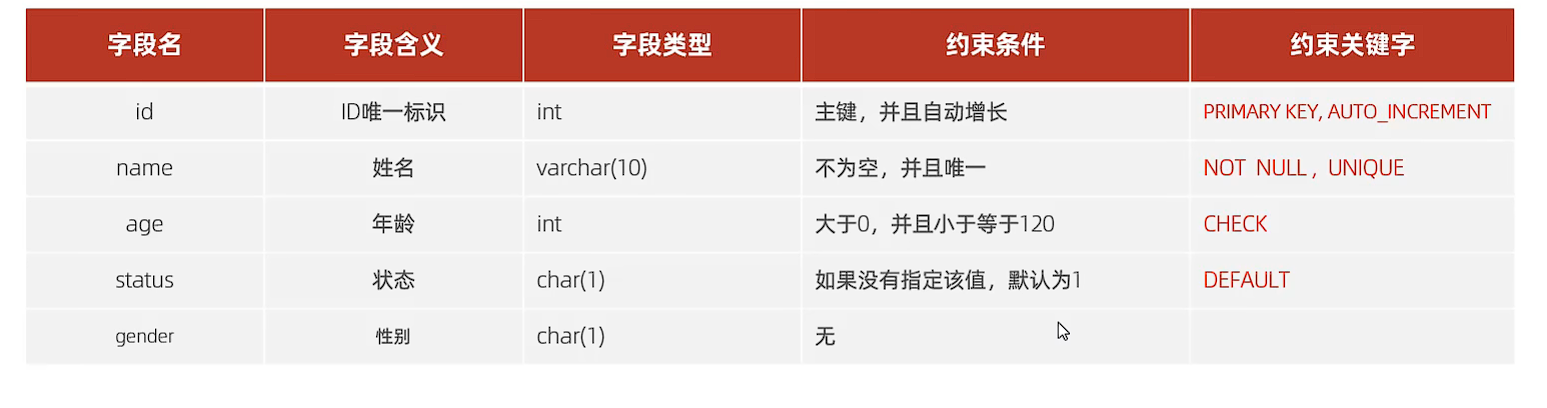 字段名 字段含义 字段类型 约束条件 约束关键字
id ID唯一标识 int 主键，并且自动增长 PRIMARY KEY, AUTO_INCREMENT
name 姓名 varchar(10) 不为空，并且唯一 NOT NULL , UNIQUE
age 年龄 int 大于0，并且小于等于120 CHECK
status 状态 char(1) 如果没有指定该值，默认为1 DEFAULT
gender 性别 char(1) 无